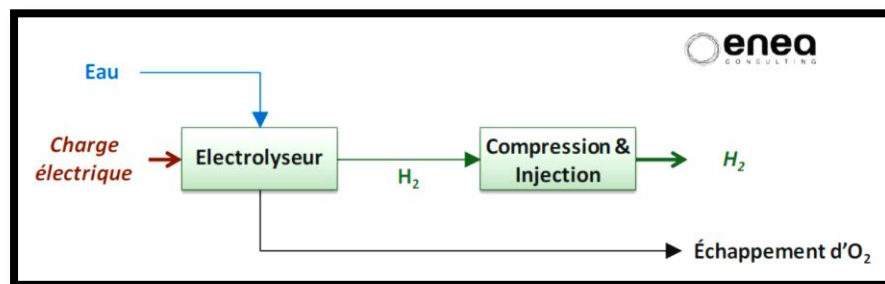 enea
CONSULTING
Eau
Charge
électrique
Electrolyseur
H₂
Compression &
Injection
H₂
Échappement d'O₂